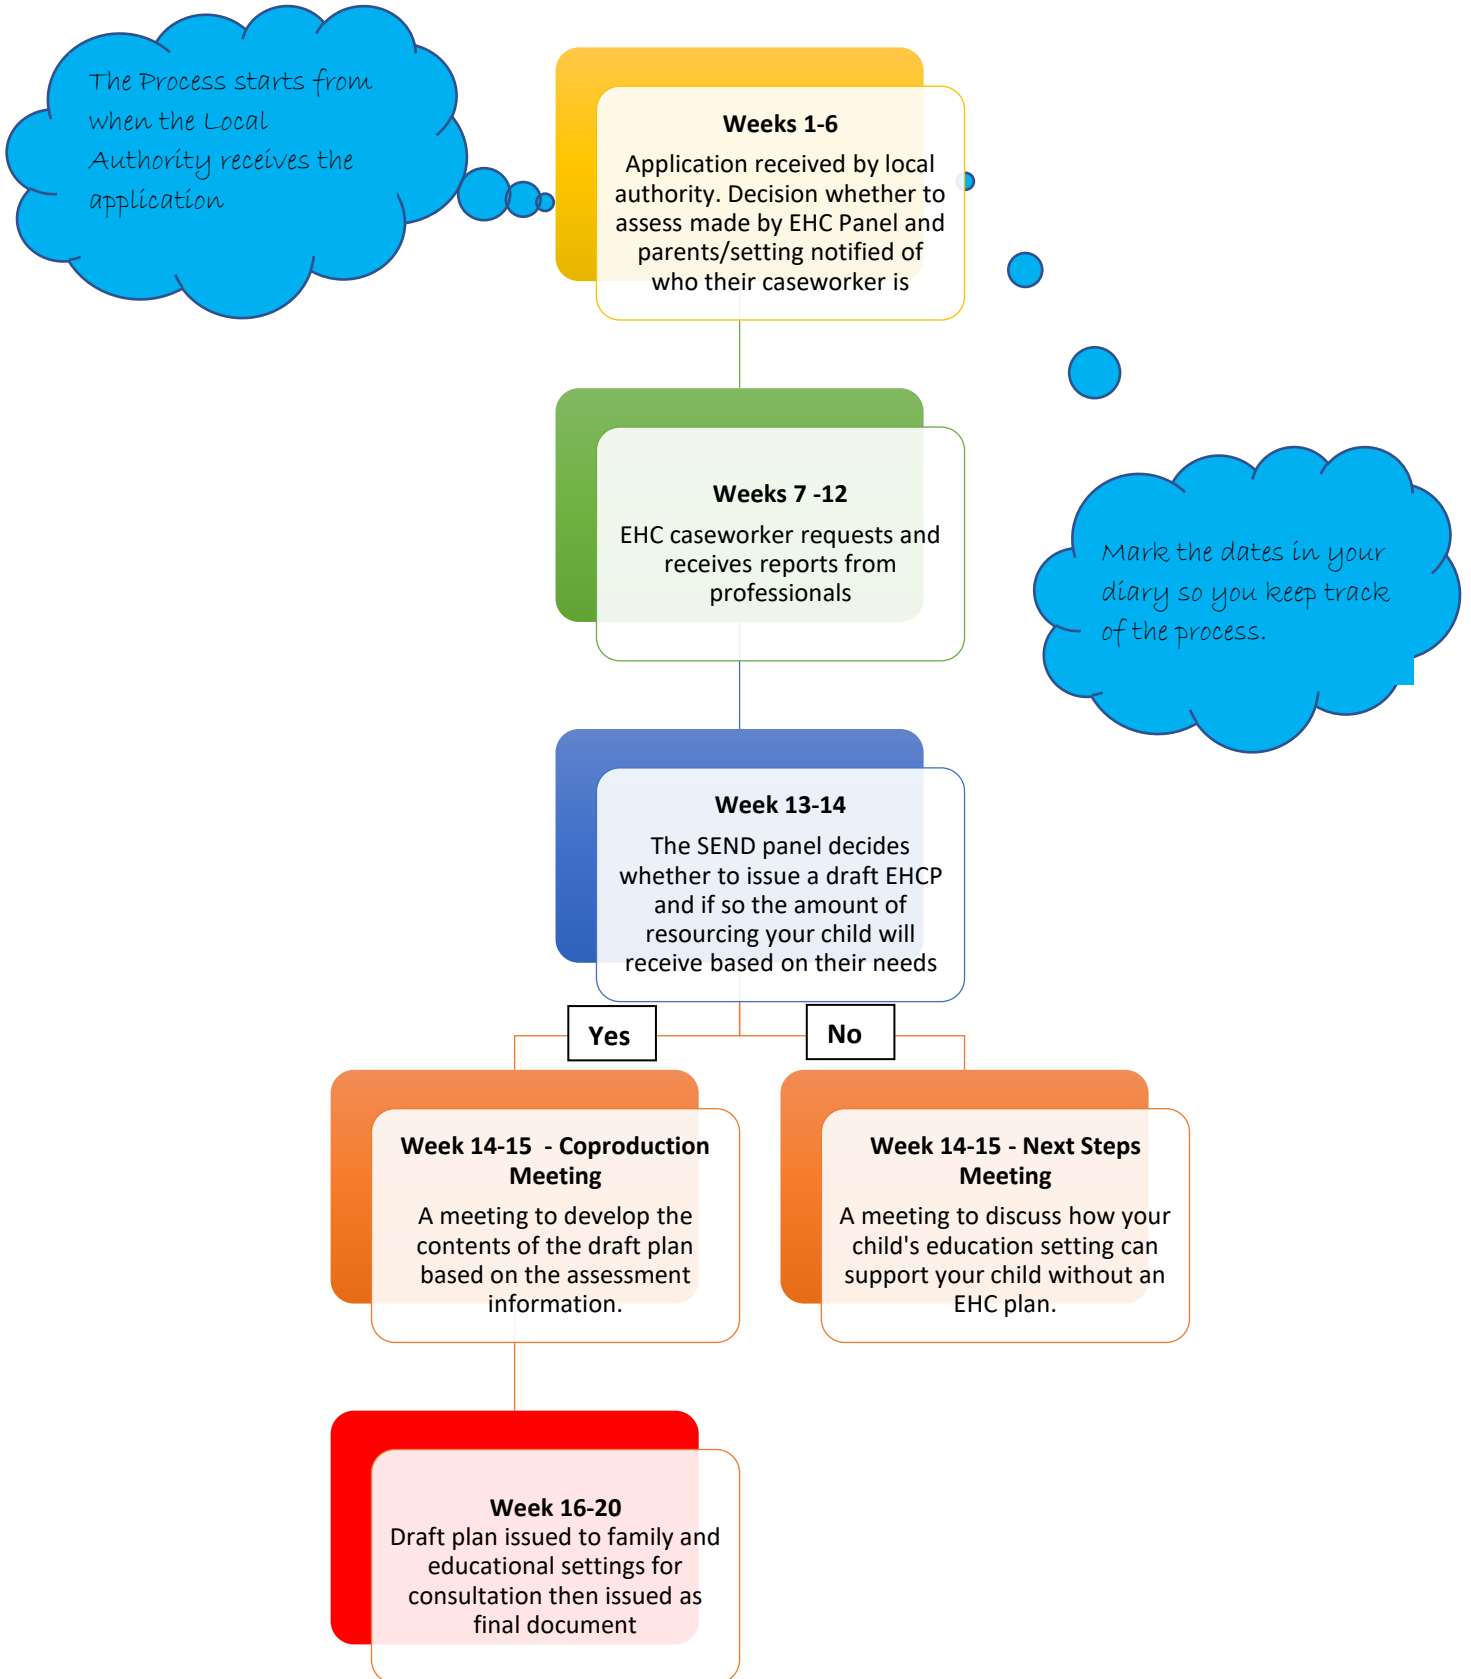 The Process starts from
when the Local
Authority receives the
application
Weeks 1-6
Application received by local
authority. Decision whether to
assess made by EHC Panel and
parents/setting notified of
who their caseworker is
Weeks 7 -12
EHC caseworker requests and
receives reports from
professionals
Mark the dates in your
diary so you keep track
of the process.
Week 13-14
The SEND panel decides
whether to issue a draft EHCP
and if so the amount of
resourcing your child will
receive based on their needs
Yes
No
Week 14-15  - Coproduction
Meeting
A meeting to develop the
contents of the draft plan
based on the assessment
information.
Week 14-15 - Next Steps
Meeting
A meeting to discuss how your
child's education setting can
support your child without an
EHC plan.
Week 16-20
Draft plan issued to family and
educational settings for
consultation then issued as
final document